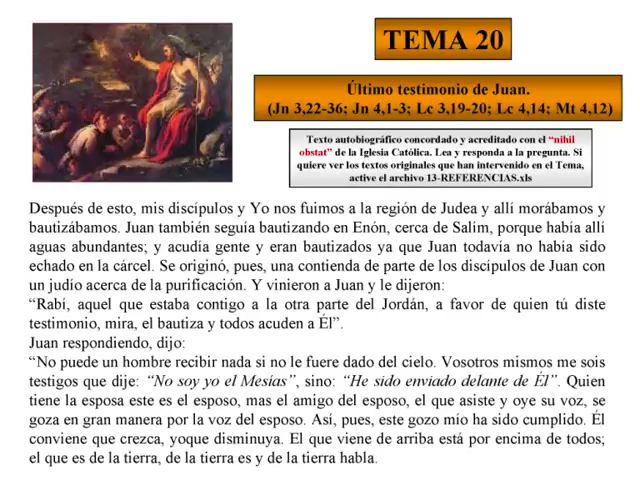 TEMA 20
Último testimonio de Juan.
(Jn 3,22-36; Jn 4,1-3; Lc 3,19-20; Lc 4,14; Mt 4,12)
Texto autobiográfico concordado y acreditado con el “nihil
obstat” de la Iglesia Católica. Lea y responda a la pregunta. Si
quiere ver los textos originales que han intervenido en el Tema,
active el archivo 13-REFERENCIAS.xls
Después de esto, mis discípulos y Yo nos fuimos a la región de Judea y allí morábamos y
bautizábamos. Juan también seguía bautizando en Enón, cerca de Salím, porque había allí
aguas abundantes; y acudía gente y eran bautizados ya que Juan todavía no había sido
echado en la cárcel. Se originó, pues, una contienda de parte de los discípulos de Juan con
un judío acerca de la purificación. Y vinieron a Juan y le dijeron:
“Rabí, aquel que estaba contigo a la otra parte del Jordán, a favor de quien tú diste
testimonio, mira, el bautiza y todos acuden a Él”.
Juan respondiendo, dijo:
“No puede un hombre recibir nada si no le fuere dado del cielo. Vosotros mismos me sois
testigos que dije: “No soy yo el Mesías”, sino: “He sido enviado delante de Él”. Quien
tiene la esposa este es el esposo, mas el amigo del esposo, el que asiste y oye su voz, se
goza en gran manera por la voz del esposo. Así, pues, este gozo mío ha sido cumplido. Él
conviene que crezca, yoque disminuya. El que viene de arriba está por encima de todos;
el que es de la tierra, de la tierra es y de la tierra habla.